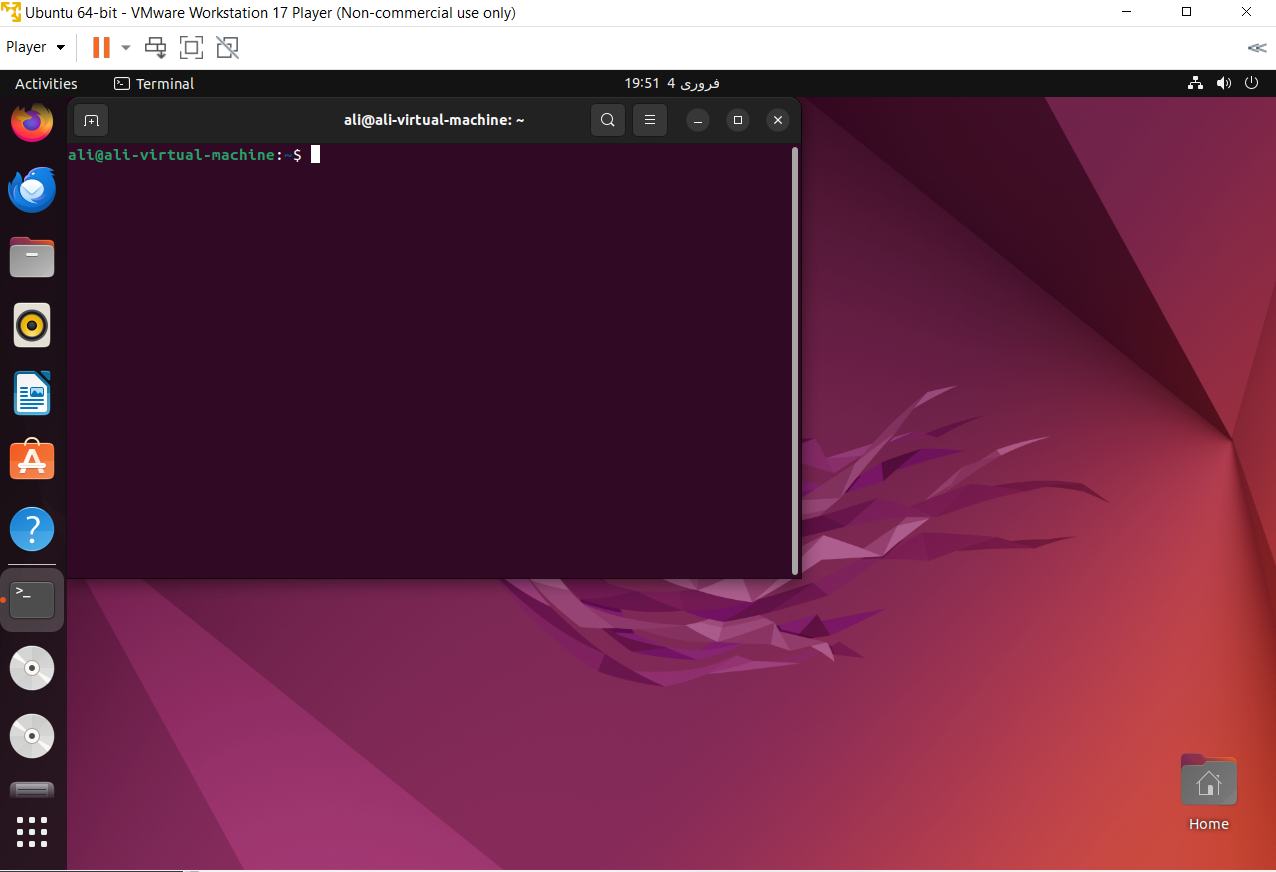 Ubuntu 64-bit - VMware Workstation 17 Player (Non-commercial use only)
Player
Activities
Terminal
19:51 4 فروری
ali@ali-virtual-machine: ~
ali@ali-virtual-machine:~$
Home